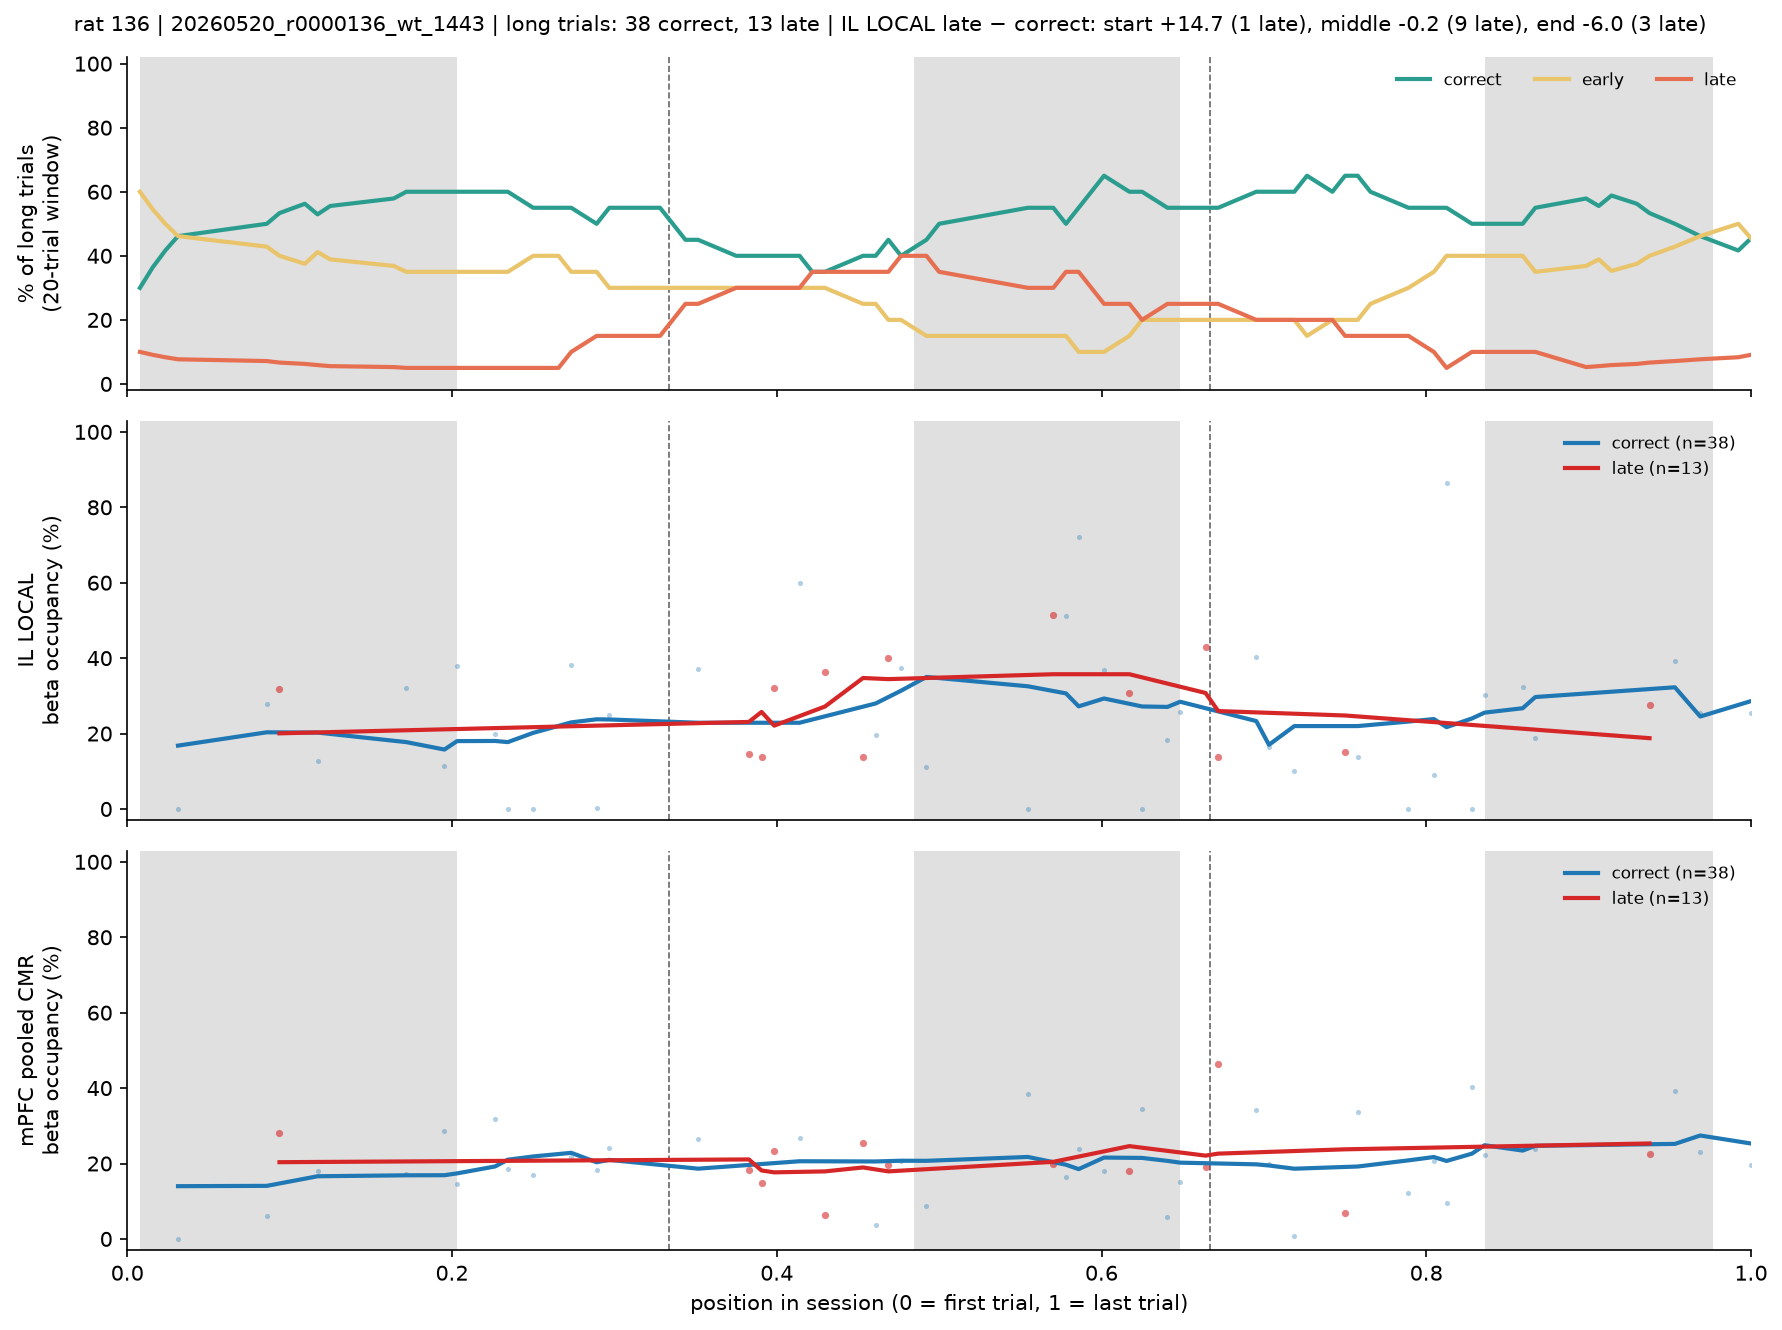 rat 136 | 20260520_r0000136_wt_1443 | long trials: 38 correct, 13 late | IL LOCAL late − correct: start +14.7 (1 late), middle -0.2 (9 late), end -6.0 (3 late)
% of long trials
(20-trial window)
100
80
60
40
20
0
correct
early
late
IL LOCAL
beta occupancy (%)
100
80
60
40
20
0
correct (n=38)
late (n=13)
mPFC pooled CMR
beta occupancy (%)
100
80
60
40
20
0
correct (n=38)
late (n=13)
0.0 0.2 0.4 0.6 0.8 1.0
position in session (0 = first trial, 1 = last trial)